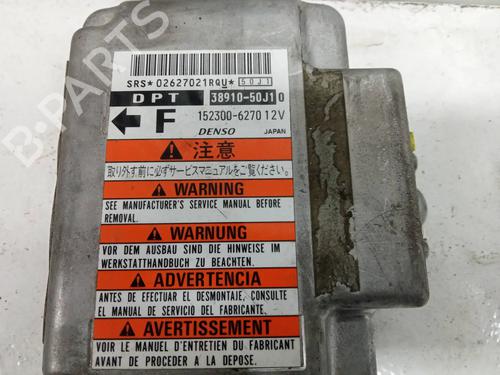 SRS*02627021RQU* 50J1
DPT 38910-50J1 0
F 152300-6270 12V
DENSO JAPAN
注意
取り外す前に必ずサービスマニュアルをご覧ください。
WARNING
SEE MANUFACTURER'S SERVICE MANUAL BEFORE
REMOVAL.
WARNUNG
VOR DEM AUSBAU SIND DIE HINWEISE IM
WERKSTATTHANDBUCH ZU BEACHTEN.
ADVERTENCIA
ANTES DE EFECTUAR EL DESMONTAJE, CONSULTE
EL MANUAL DE SERVICIO DEL FABRICANTE.
AVERTISSEMENT
VOIR LE MANUEL D'ENTRETIEN DU FABRICANT
AVANT DE PROCEDER A LA DEPOSE.
B-PARTS